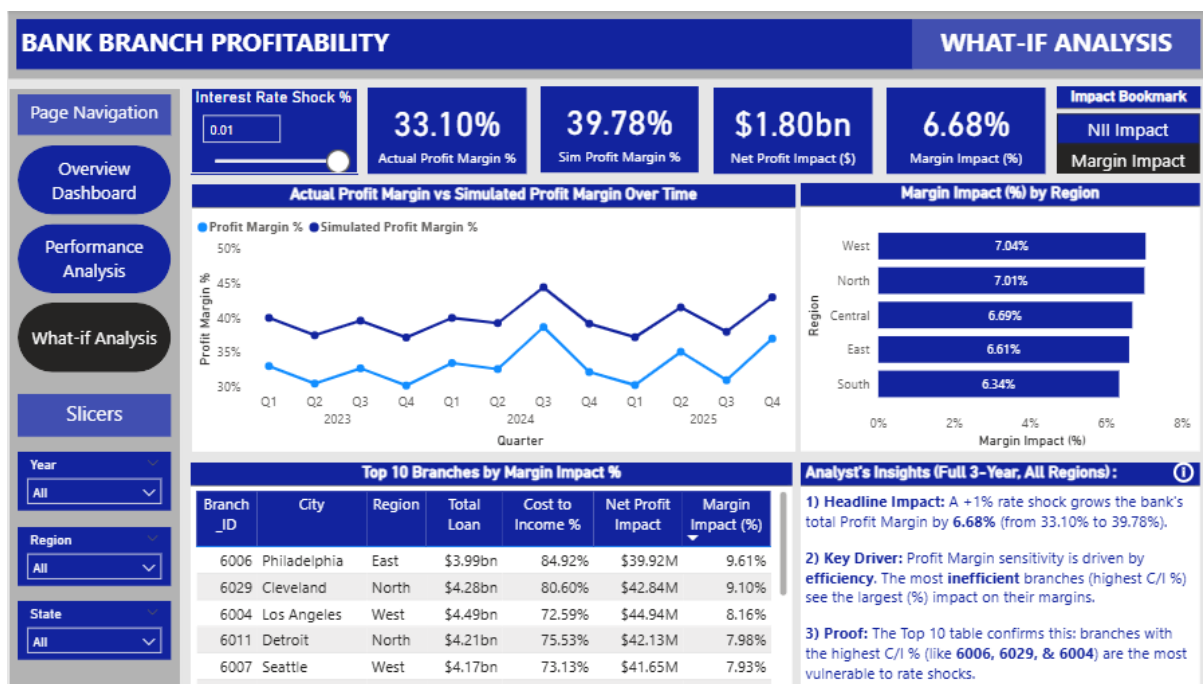 BANK BRANCH PROFITABILITY
WHAT-IF ANALYSIS
Page Navigation
Overview
Dashboard
Performance
Analysis
What-if Analysis
Slicers
Year
All
Region
All
State
All
Interest Rate Shock %
0.01
33.10%
Actual Profit Margin %
39.78%
Sim Profit Margin %
$1.80bn
Net Profit Impact ($)
6.68%
Margin Impact (%)
Impact Bookmark
NII Impact
Margin Impact
Actual Profit Margin vs Simulated Profit Margin Over Time
Profit Margin % Simulated Profit Margin %
Profit Margin %
50%
45%
40%
35%
30%
Q1 Q2 Q3 Q4 Q1 Q2 Q3 Q4 Q1 Q2 Q3 Q4
2023 2024 2025
Quarter
Margin Impact (%) by Region
Region
West 7.04%
North 7.01%
Central 6.69%
East 6.61%
South 6.34%
0% 2% 4% 6% 8%
Margin Impact (%)
Top 10 Branches by Margin Impact %
Branch City Region Total Cost to Net Profit Margin
_ID Loan Income % Impact Impact (%)
6006 Philadelphia East $3.99bn 84.92% $39.92M 9.61%
6029 Cleveland North $4.28bn 80.60% $42.84M 9.10%
6004 Los Angeles West $4.49bn 72.59% $44.94M 8.16%
6011 Detroit North $4.21bn 75.53% $42.13M 7.98%
6007 Seattle West $4.17bn 73.13% $41.65M 7.93%
Analyst's Insights (Full 3-Year, All Regions) :
1) Headline Impact: A +1% rate shock grows the bank's
total Profit Margin by 6.68% (from 33.10% to 39.78%).
2) Key Driver: Profit Margin sensitivity is driven by
efficiency. The most inefficient branches (highest C/I %)
see the largest (%) impact on their margins.
3) Proof: The Top 10 table confirms this: branches with
the highest C/I % (like 6006, 6029, & 6004) are the most
vulnerable to rate shocks.